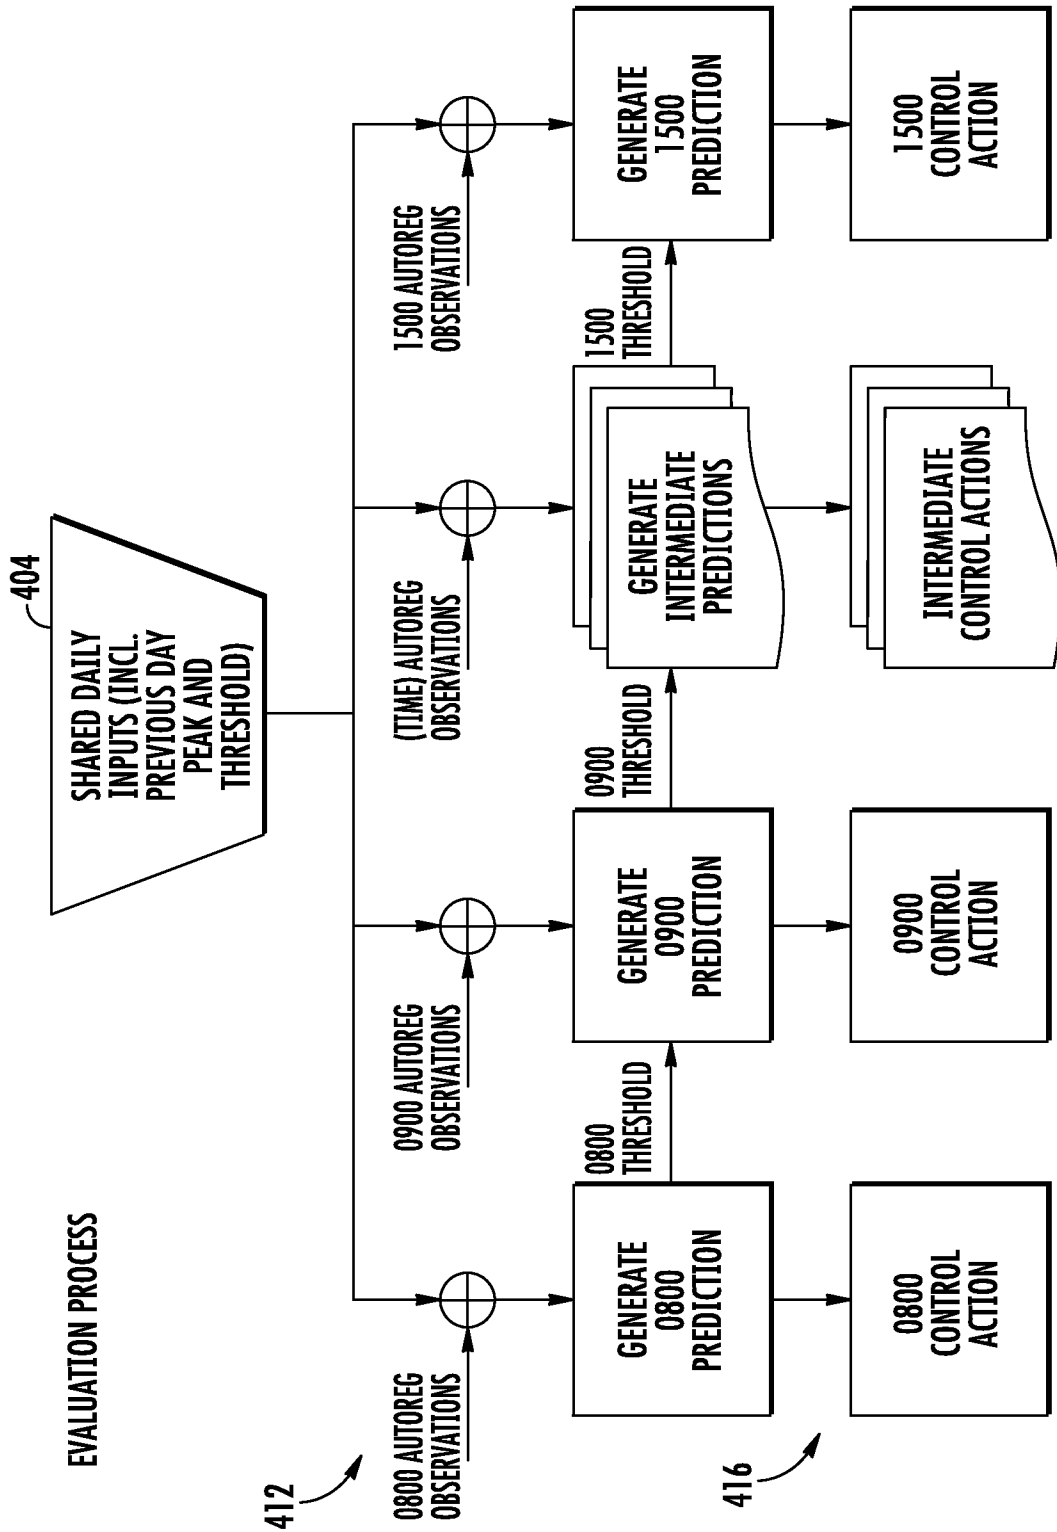 EVALUATION PROCESS
404
SHARED DAILY
INPUTS (INCL.
PREVIOUS DAY
PEAK AND
THRESHOLD)
412
0800 AUTOREG
OBSERVATIONS
0900 AUTOREG
OBSERVATIONS
(TIME) AUTOREG
OBSERVATIONS
1500 AUTOREG
OBSERVATIONS
GENERATE
0800
PREDICTION
0800
THRESHOLD
GENERATE
0900
PREDICTION
0900
THRESHOLD
GENERATE
INTERMEDIATE
PREDICTIONS
1500
THRESHOLD
GENERATE
1500
PREDICTION
416
0800
CONTROL
ACTION
0900
CONTROL
ACTION
INTERMEDIATE
CONTROL ACTIONS
1500
CONTROL
ACTION